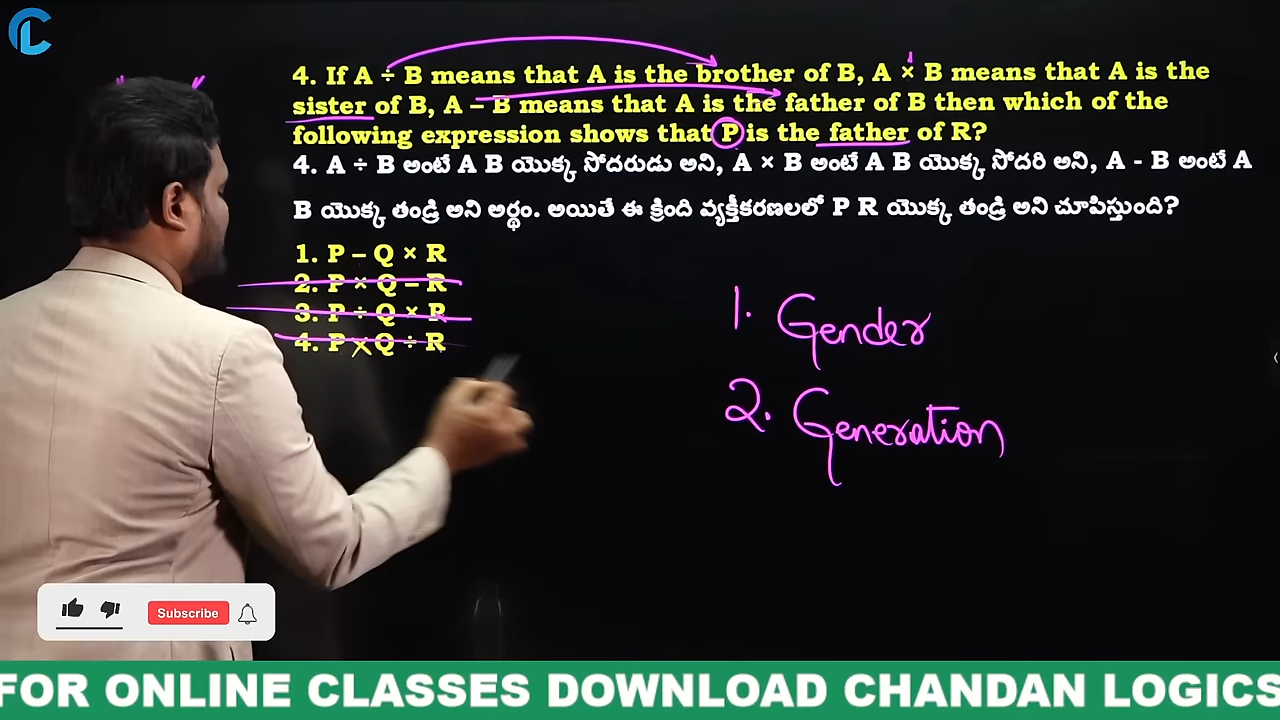 4. If A ÷ B means that A is the brother of B, A × B means that A is the
sister of B, A – B means that A is the father of B then which of the
following expression shows that P is the father of R?
4. A ÷ B అంటే A B యొక్క సోదరుడు అని, A × B అంటే A B యొక్క సోదరి అని, A - B అంటే A
B యొక్క తండ్రి అని అర్థం. అయితే ఈ క్రింది వ్యక్తీకరణలలో P R యొక్క తండ్రి అని చూపిస్తుంది?
1. P – Q × R
2. P × Q – R
3. P ÷ Q × R
4. P × Q ÷ R
1. Gender
2. Generation
Subscribe
FOR ONLINE CLASSES DOWNLOAD CHANDAN LOGICS